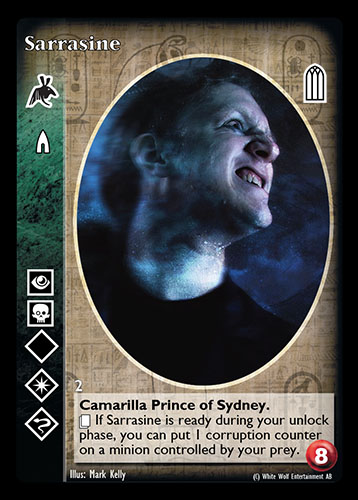 Sarrasine
2
Camarilla Prince of Sydney.
If Sarrasine is ready during your unlock
phase, you can put 1 corruption counter
on a minion controlled by your prey.
8
Illus: Mark Kelly
(C) White Wolf Entertainment AB